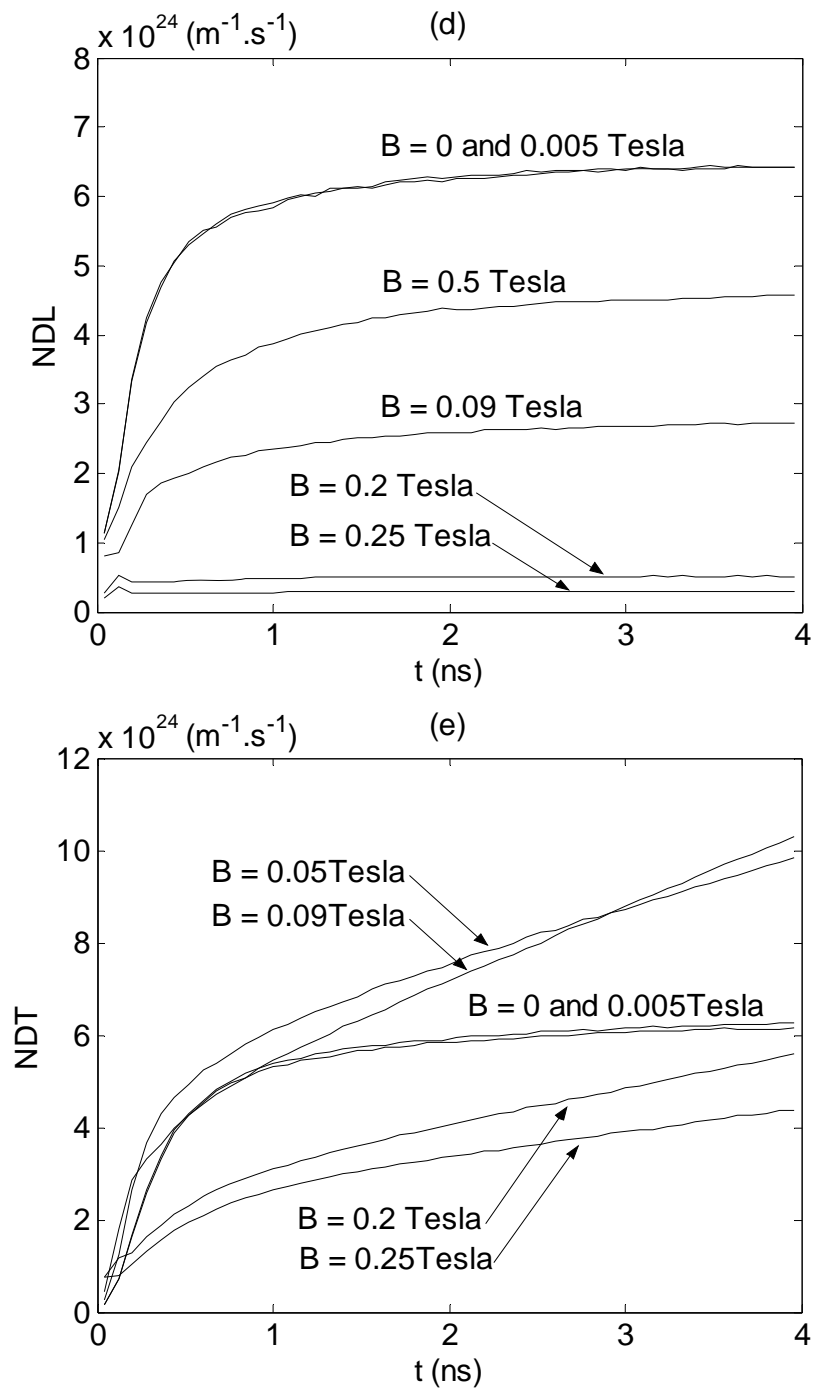 x 10^24 (m^-1.s^-1)
(d)
8
7
6
5
4
3
2
1
0
NDL
B = 0 and 0.005 Tesla
B = 0.5 Tesla
B = 0.09 Tesla
B = 0.2 Tesla
B = 0.25 Tesla
0 1 2 3 4
t (ns)
x 10^24 (m^-1.s^-1)
(e)
12
10
8
6
4
2
0
NDT
B = 0.05Tesla
B = 0.09Tesla
B = 0 and 0.005Tesla
B = 0.2 Tesla
B = 0.25Tesla
0 1 2 3 4
t (ns)